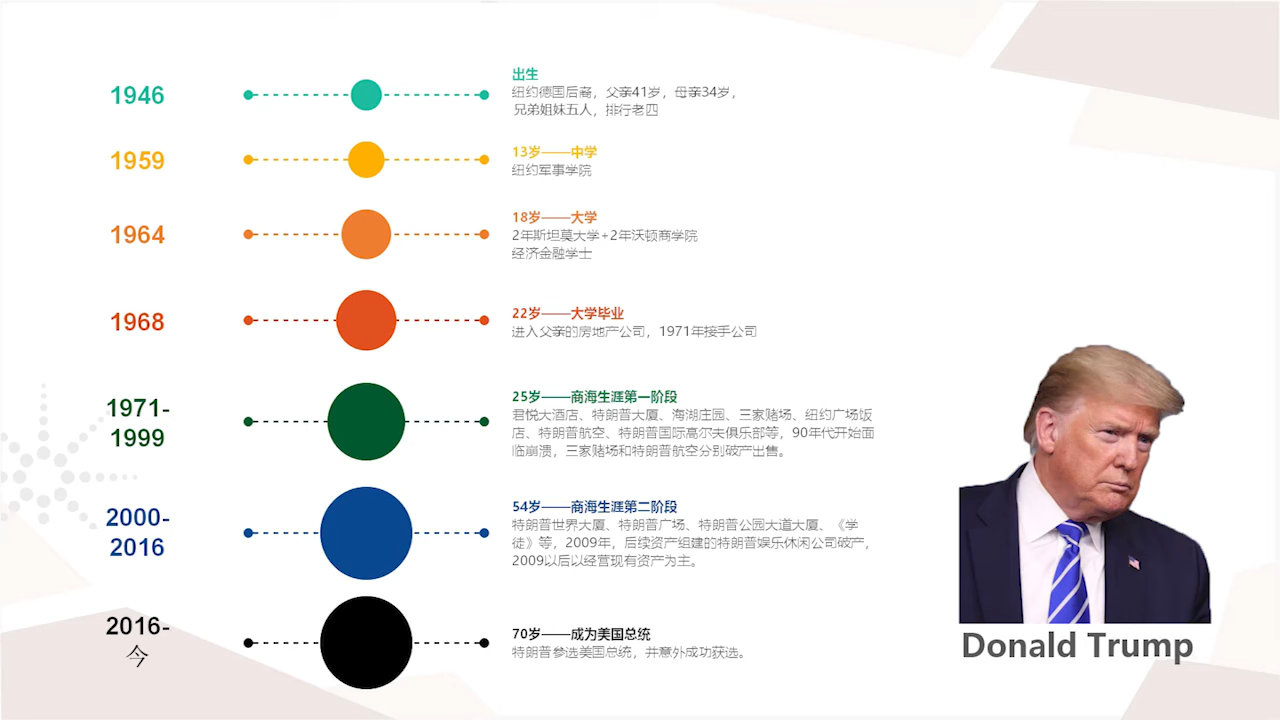 1946
出生
纽约德国后裔，父亲41岁，母亲34岁，
兄弟姐妹五人，排行老四
1959
13岁——中学
纽约军事学院
1964
18岁——大学
2年斯坦莫大学+2年沃顿商学院
经济金融学士
1968
22岁——大学毕业
进入父亲的房地产公司，1971年接手公司
1971-
1999
25岁——商海生涯第一阶段
君悦大酒店、特朗普大厦、海湖庄园、三家赌场、纽约广场饭
店、特朗普航空、特朗普国际高尔夫俱乐部等，90年代开始面
临崩溃，三家赌场和特朗普航空分别破产出售。
2000-
2016
54岁——商海生涯第二阶段
特朗普世界大厦、特朗普广场、特朗普公园大道大厦、《学
徒》等，2009年，后续资产组建的特朗普娱乐休闲公司破产，
2009以后以经营现有资产为主。
2016-
今
70岁——成为美国总统
特朗普参选美国总统，并意外成功获选。
Donald Trump